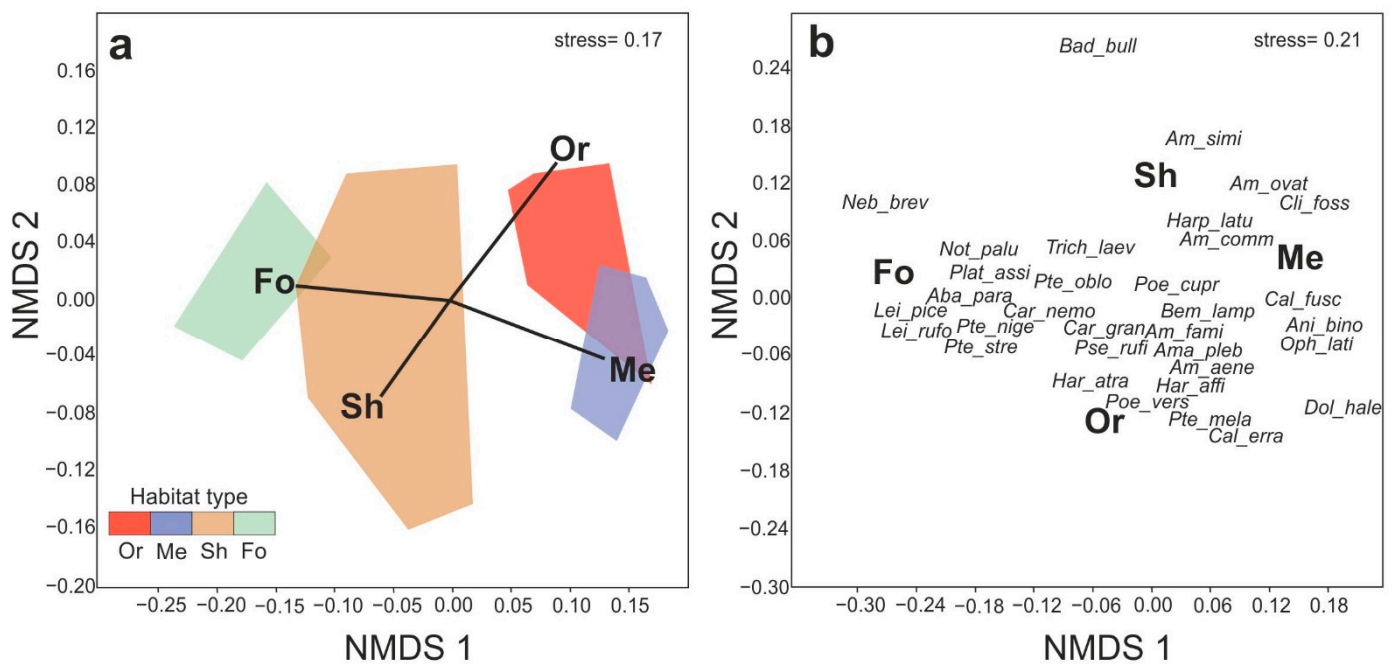 a
stress= 0.17
NMDS 2
0.16
0.12
0.08
0.04
0.00
−0.04
−0.08
−0.12
−0.16
−0.20
Or
Fo
Me
Sh
Habitat type
Or Me Sh Fo
−0.25 −0.20 −0.15 −0.10 −0.05 0.00 0.05 0.10 0.15
NMDS 1
b
stress= 0.21
NMDS 2
0.24
0.18
0.12
0.06
0.00
−0.06
−0.12
−0.18
−0.24
−0.30
Bad_bull
Am_simi
Sh
Am_ovat
Neb_brev
Cli_foss
Harp_latu
Am_comm
Not_palu
Trich_laev
Me
Fo
Plat_assi
Pte_oblo
Poe_cupr
Aba_para
Cal_fusc
Lei_pice
Car_nemo
Bem_lamp
Lei_rufo
Pte_nige
Car_gran
Am_fami
Ani_bino
Pte_stre
Pse_rufi
Ama_pleb
Oph_lati
Am_aene
Har_atra
Har_affi
Poe_vers
Dol_hale
Or
Pte_mela
Cal_erra
−0.30 −0.24 −0.18 −0.12 −0.06 0.00 0.06 0.12 0.18
NMDS 1